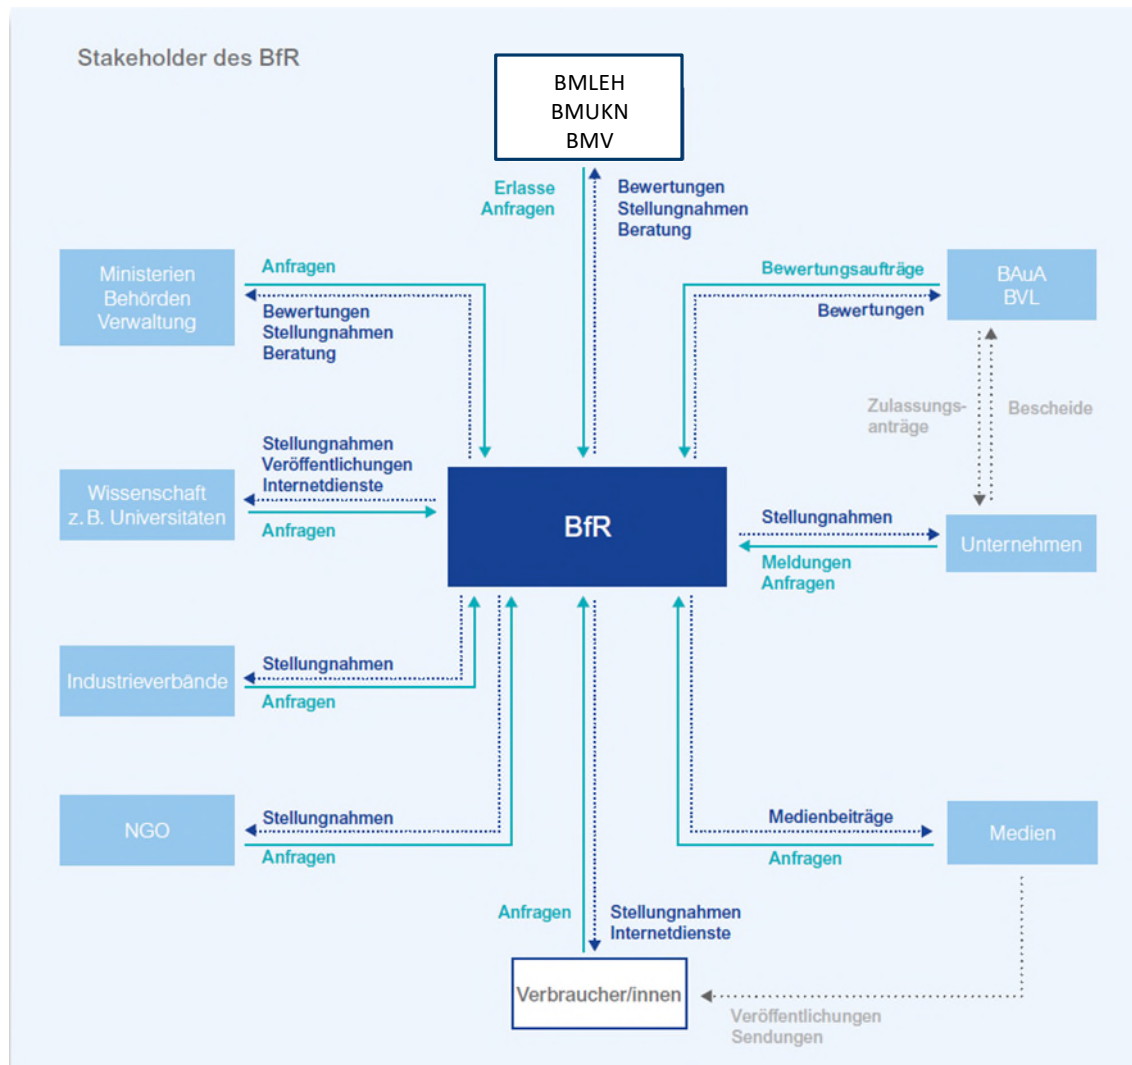 Stakeholder des BfR
BMLEH
BMUKN
BMV
Erlasse
Anfragen
Bewertungen
Stellungnahmen
Beratung
Ministerien
Behörden
Verwaltung
Anfragen
Bewertungen
Stellungnahmen
Beratung
Bewertungsaufträge
Bewertungen
BAuA
BVL
Zulassungs-
anträge
Bescheide
Stellungnahmen
Veröffentlichungen
Internetdienste
Wissenschaft
z. B. Universitäten
Anfragen
BfR
Stellungnahmen
Meldungen
Anfragen
Unternehmen
Industrieverbände
Stellungnahmen
Anfragen
NGO
Stellungnahmen
Anfragen
Medienbeiträge
Anfragen
Medien
Anfragen
Stellungnahmen
Internetdienste
Verbraucher/innen
Veröffentlichungen
Sendungen